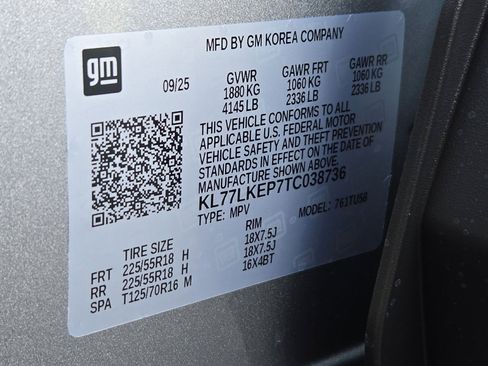 gm
MFD BY GM KOREA COMPANY
09/25
GVWR GAWR FRT GAWR RR
1880 KG 1060 KG 1060 KG
4145 LB 2336 LB 2336 LB
THIS VEHICLE CONFORMS TO ALL
APPLICABLE U.S. FEDERAL MOTOR
VEHICLE SAFETY AND THEFT PREVENTION
STANDARDS IN EFFECT ON THE DATE OF
MANUFACTURE SHOWN ABOVE.
KL77LKEP7TC038736
TYPE: MPV MODEL: 761TU58
TIRE SIZE RIM
FRT 225/55R18 H 18X7.5J
RR 225/55R18 H 18X7.5J
SPA T125/70R16 M 16X4BT